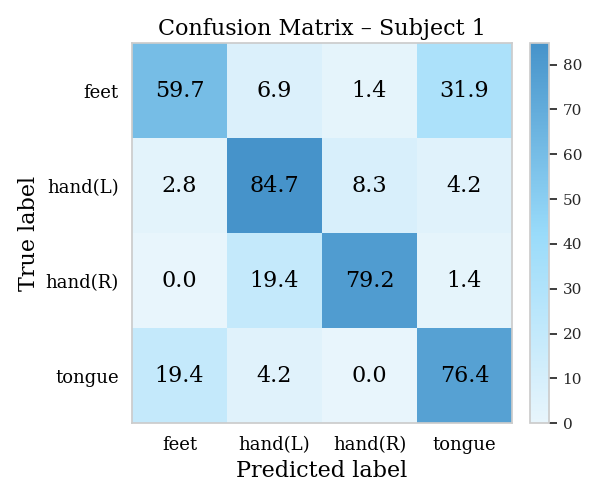 Confusion Matrix – Subject 1
True label
feet 59.7 6.9 1.4 31.9
hand(L) 2.8 84.7 8.3 4.2
hand(R) 0.0 19.4 79.2 1.4
tongue 19.4 4.2 0.0 76.4
feet hand(L) hand(R) tongue
Predicted label
80
70
60
50
40
30
20
10
0